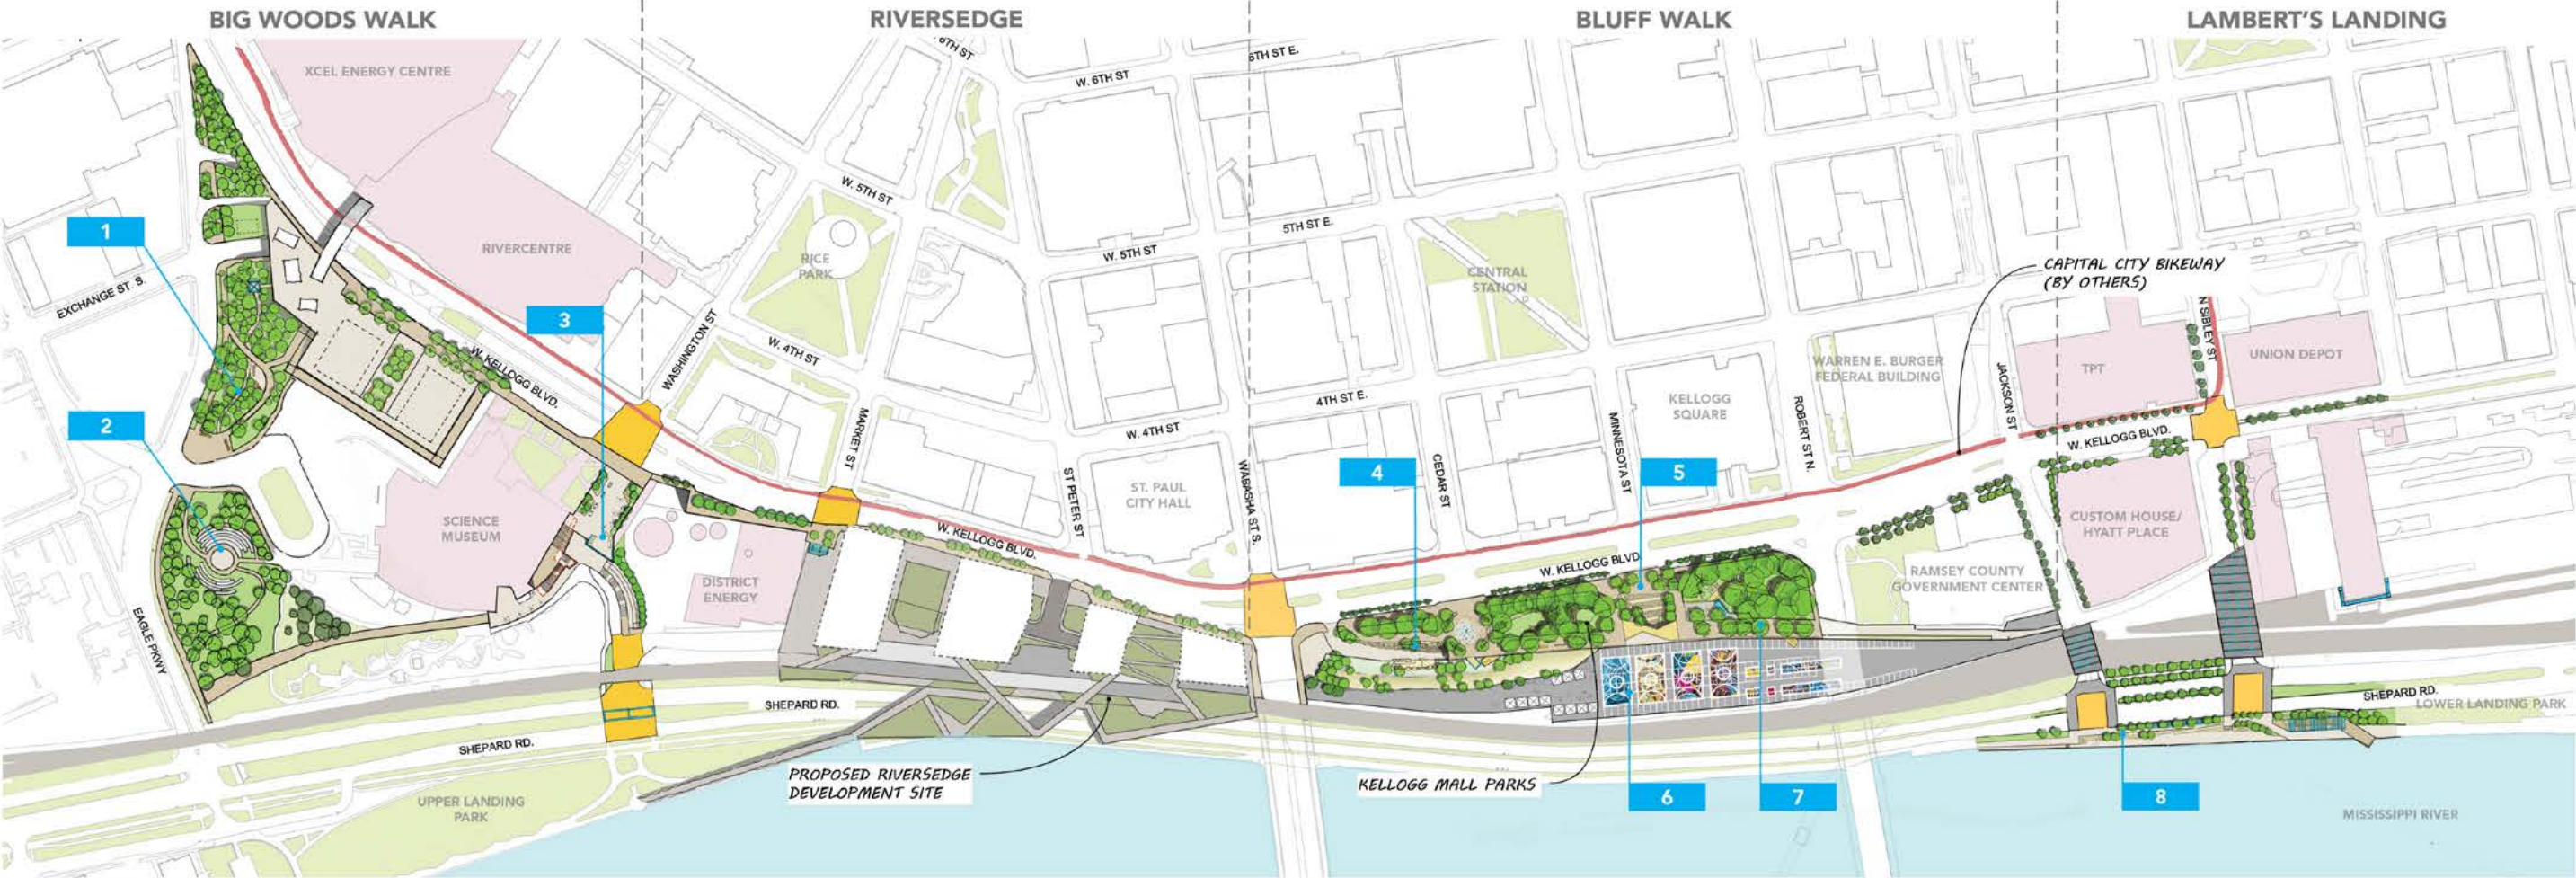 BIG WOODS WALK
RIVERSEDGE
BLUFF WALK
LAMBERT'S LANDING
XCEL ENERGY CENTRE
6TH ST
W. 6TH ST
6TH ST E.
W. 5TH ST
1
EXCHANGE ST. S.
RIVERCENTRE
RICE
PARK
W. 5TH ST
5TH ST E.
CENTRAL
STATION
CAPITAL CITY BIKEWAY
(BY OTHERS)
3
WASHINGTON ST
W. 4TH ST
N SIBLEY ST
W. KELLOGG BLVD.
WARREN E. BURGER
FEDERAL BUILDING
JACKSON ST
TPT
UNION DEPOT
2
MARKET ST
W. 4TH ST
4TH ST E.
KELLOGG
SQUARE
MINNESOTA ST
ROBERT ST N.
W. KELLOGG BLVD.
4
CEDAR ST
5
ST PETER ST
ST. PAUL
CITY HALL
WABASHA ST S.
SCIENCE
MUSEUM
W. KELLOGG BLVD.
W. KELLOGG BLVD.
CUSTOM HOUSE/
HYATT PLACE
DISTRICT
ENERGY
RAMSEY COUNTY
GOVERNMENT CENTER
EAGLE PKWY
SHEPARD RD.
SHEPARD RD.
SHEPARD RD.
LOWER LANDING PARK
PROPOSED RIVERSEDGE
DEVELOPMENT SITE
KELLOGG MALL PARKS
6
7
8
UPPER LANDING
PARK
MISSISSIPPI RIVER